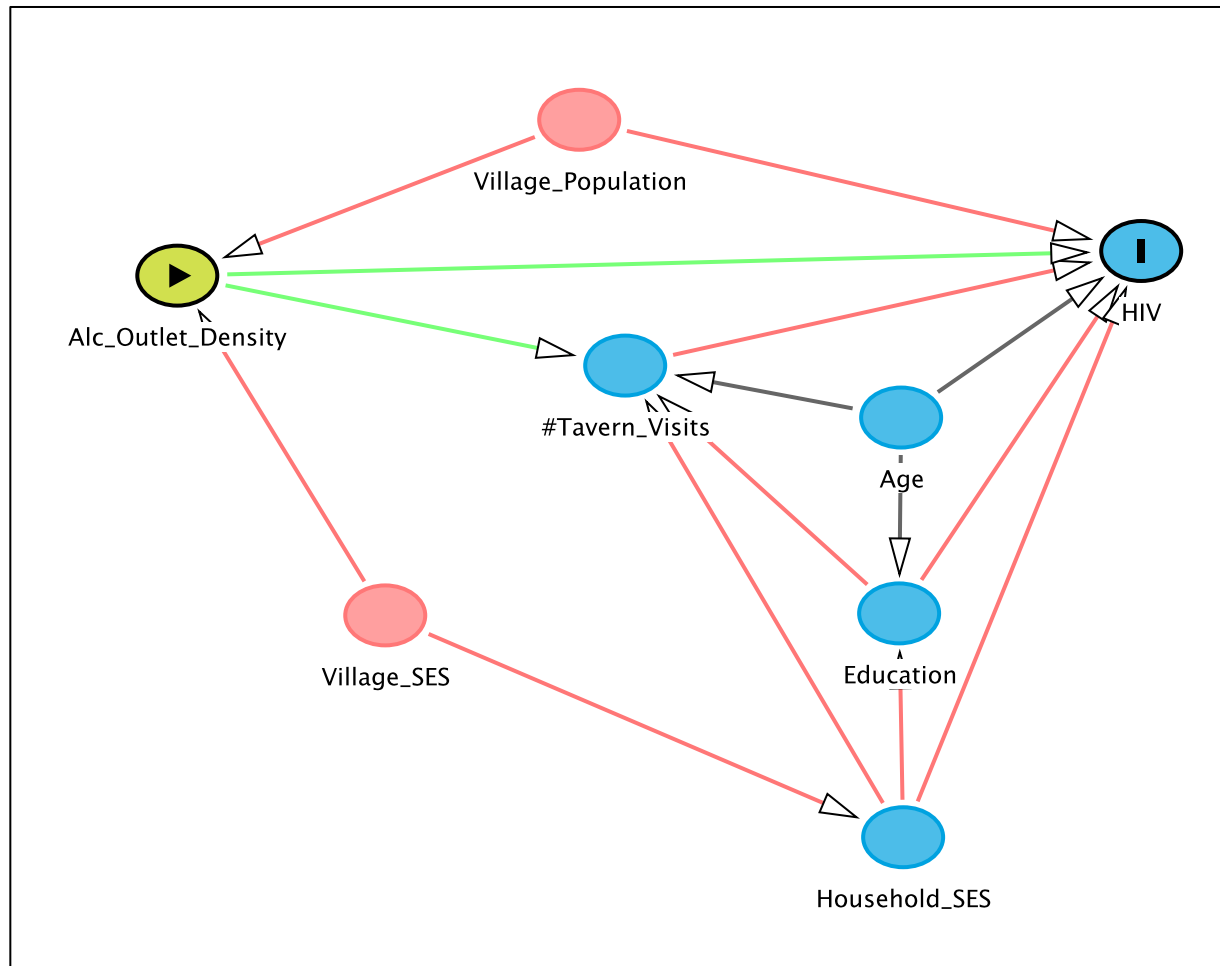 Village_Population
HIV
Alc_Outlet_Density
#Tavern_Visits
Age
Education
Village_SES
Household_SES